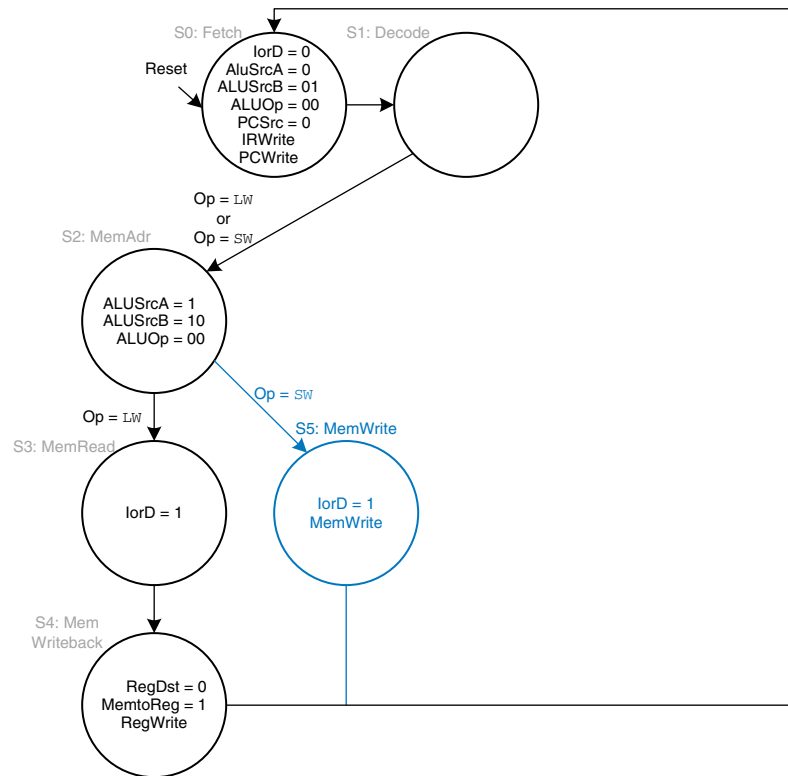 S0: Fetch
S1: Decode
Reset
IorD = 0
AluSrcA = 0
ALUSrcB = 01
ALUOp = 00
PCSrc = 0
IRWrite
PCWrite
Op = LW
or
Op = SW
S2: MemAdr
ALUSrcA = 1
ALUSrcB = 10
ALUOp = 00
Op = SW
Op = LW
S5: MemWrite
S3: MemRead
IorD = 1
IorD = 1
MemWrite
S4: Mem
Writeback
RegDst = 0
MemtoReg = 1
RegWrite